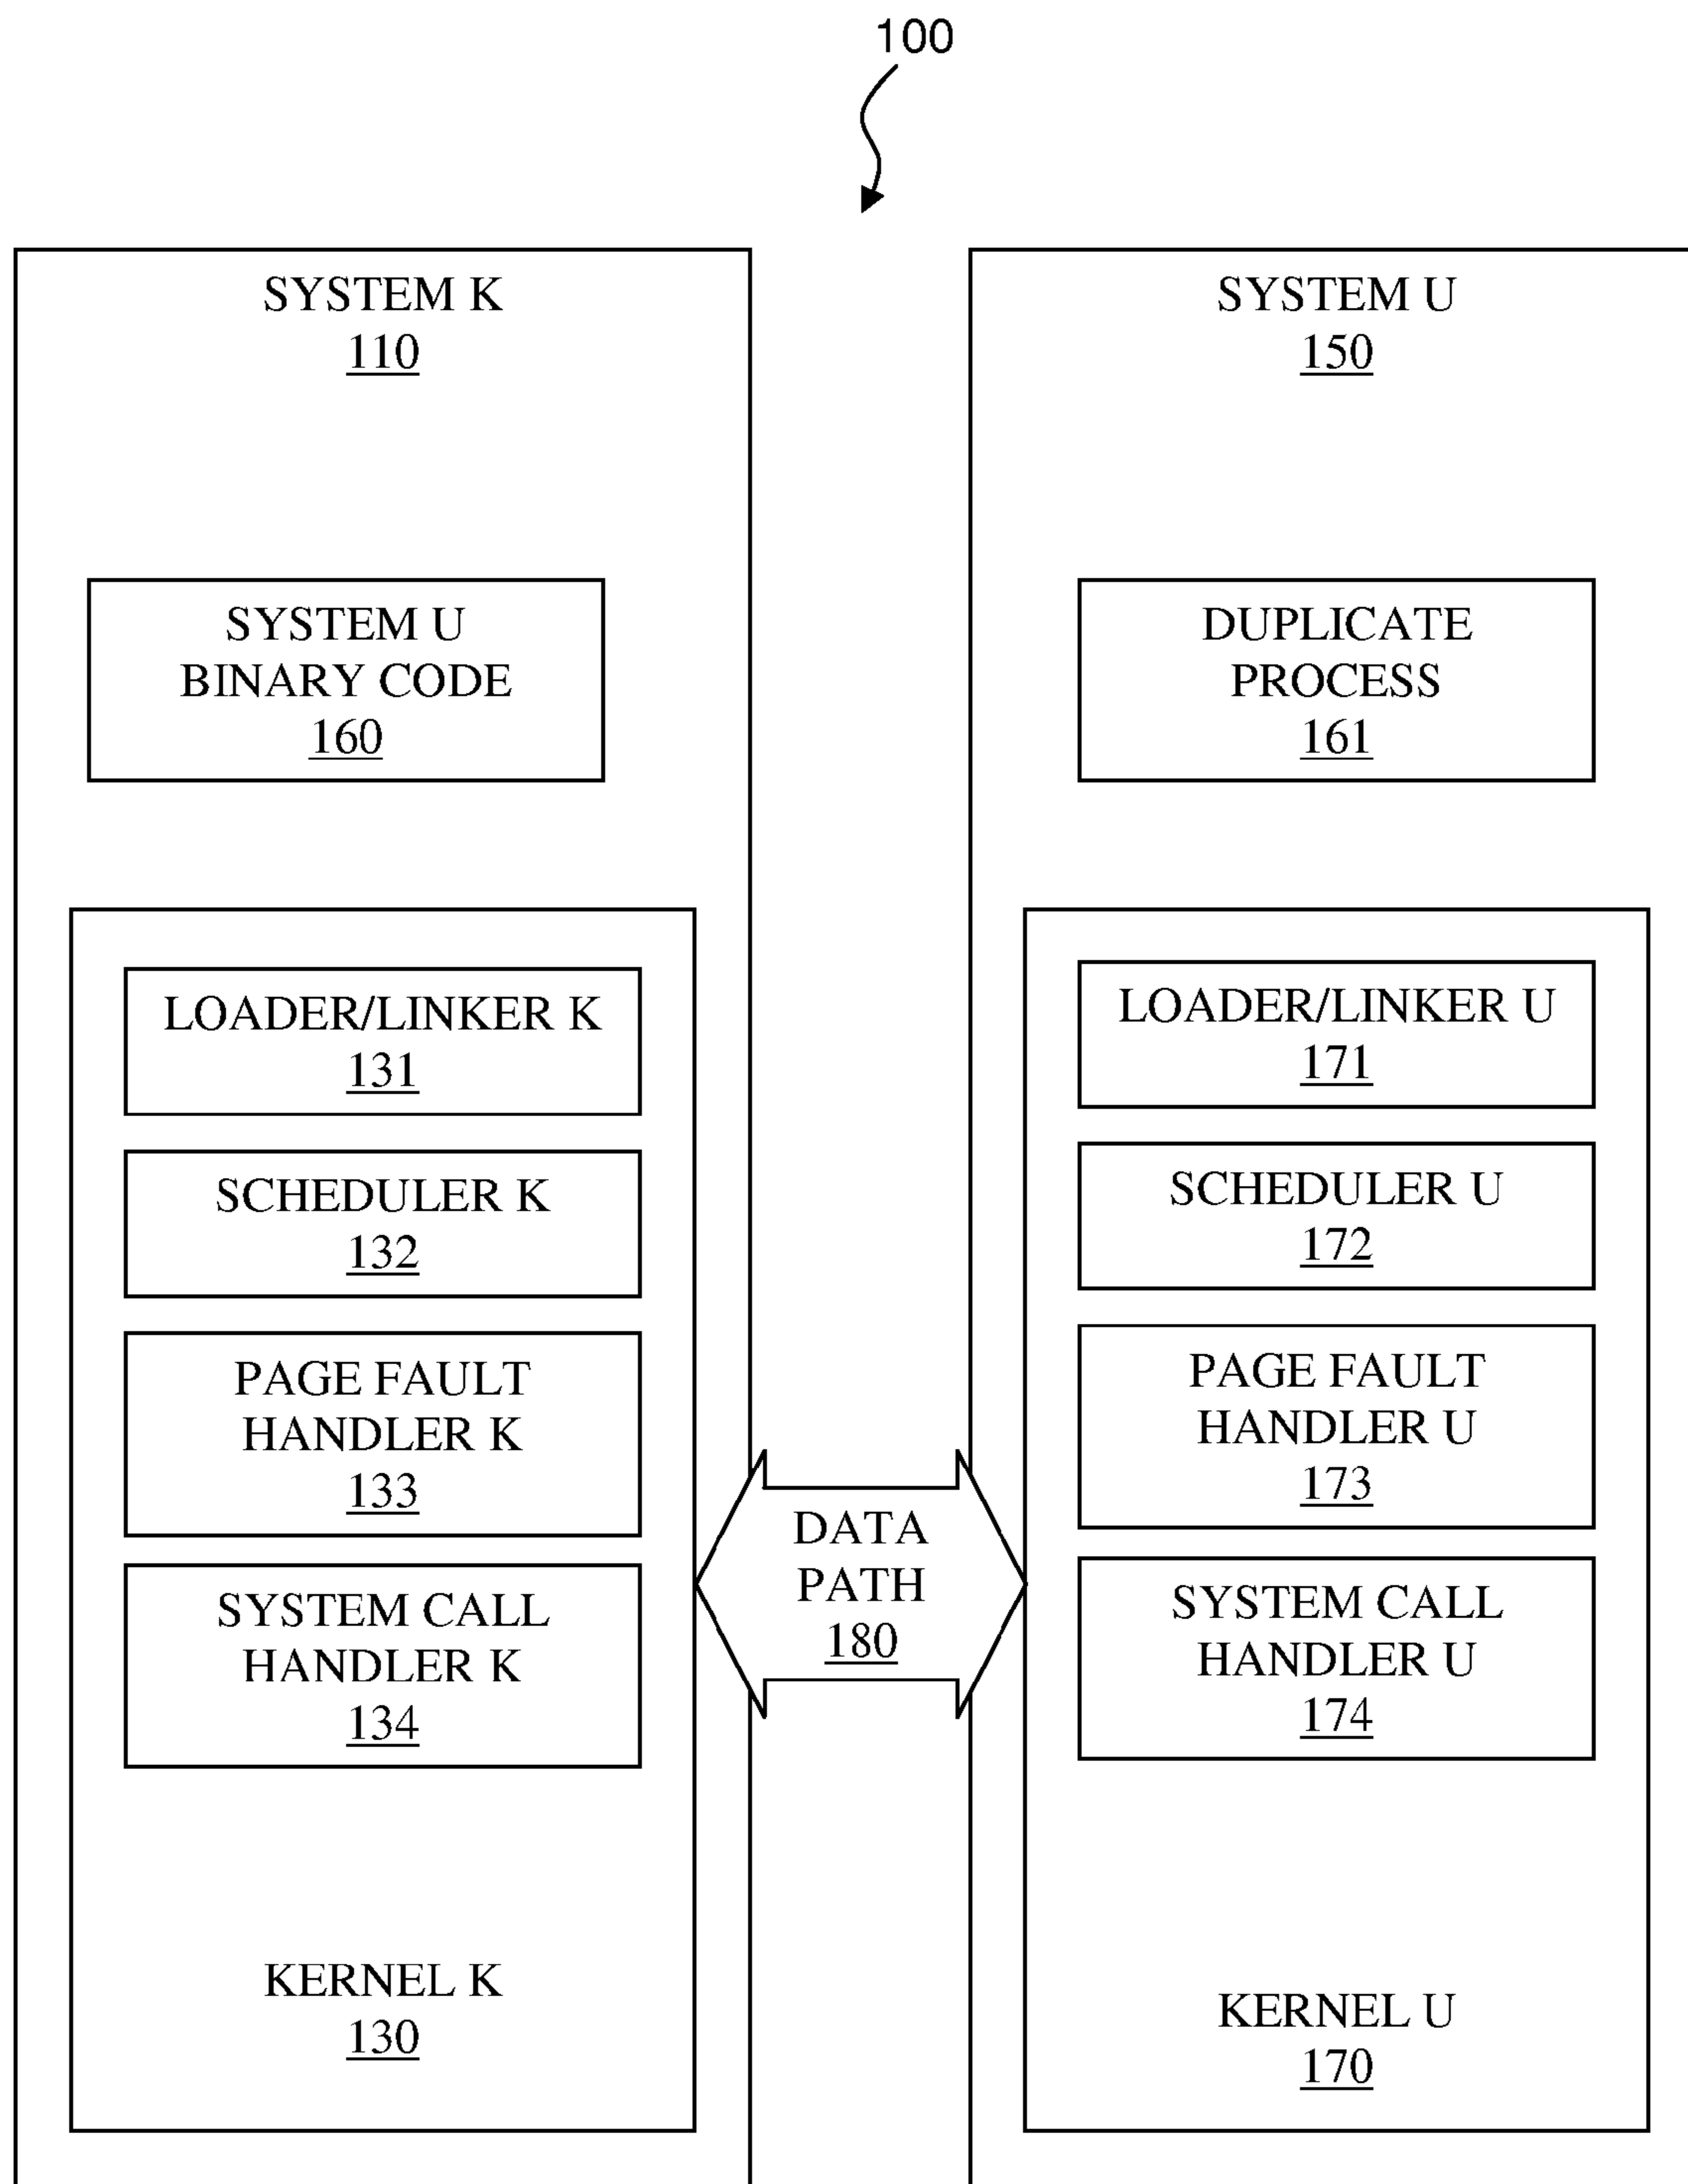 100
SYSTEM K
110
SYSTEM U
BINARY CODE
160
LOADER/LINKER K
131
SCHEDULER K
132
PAGE FAULT
HANDLER K
133
SYSTEM CALL
HANDLER K
134
KERNEL K
130
DATA
PATH
180
SYSTEM U
150
DUPLICATE
PROCESS
161
LOADER/LINKER U
171
SCHEDULER U
172
PAGE FAULT
HANDLER U
173
SYSTEM CALL
HANDLER U
174
KERNEL U
170